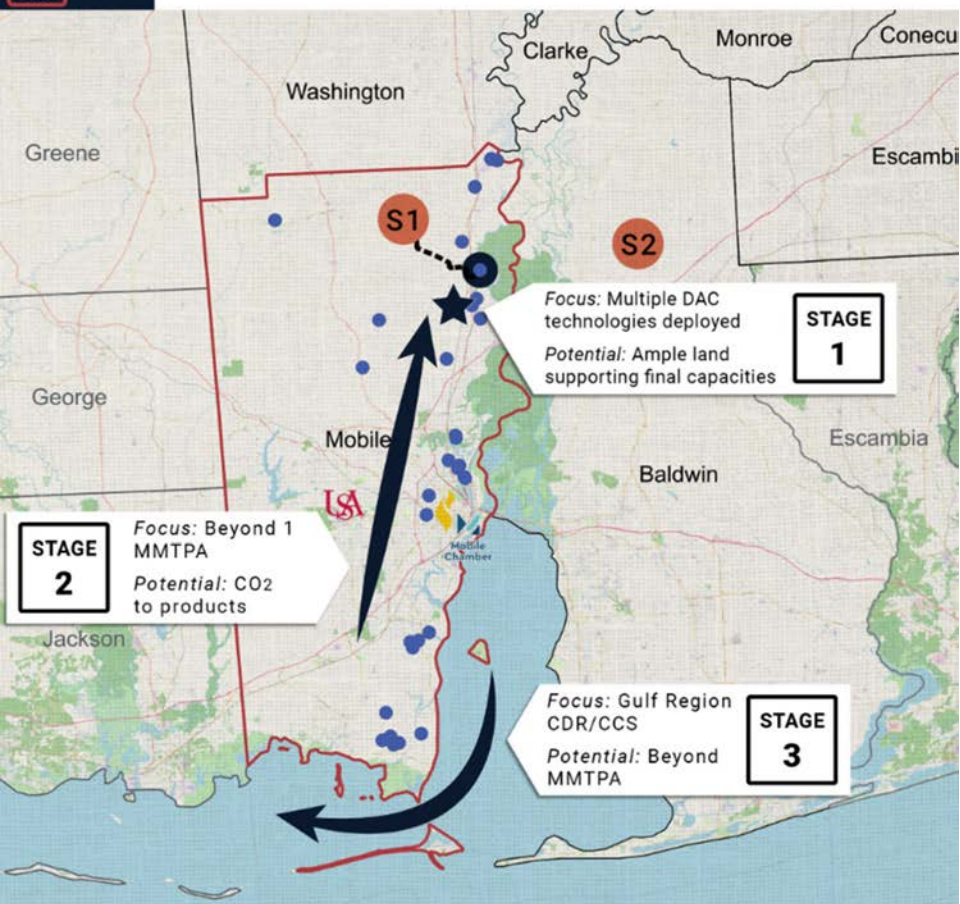 Clarke
Monroe
Conecu
Washington
Greene
Escambi
S1
S2
Focus: Multiple DAC
technologies deployed
Potential: Ample land
supporting final capacities
STAGE
1
George
Mobile
Escambia
Baldwin
USA
Mobile
Chamber
STAGE
2
Focus: Beyond 1
MMTPA
Potential: CO2
to products
Jackson
Focus: Gulf Region
CDR/CCS
Potential: Beyond
MMTPA
STAGE
3